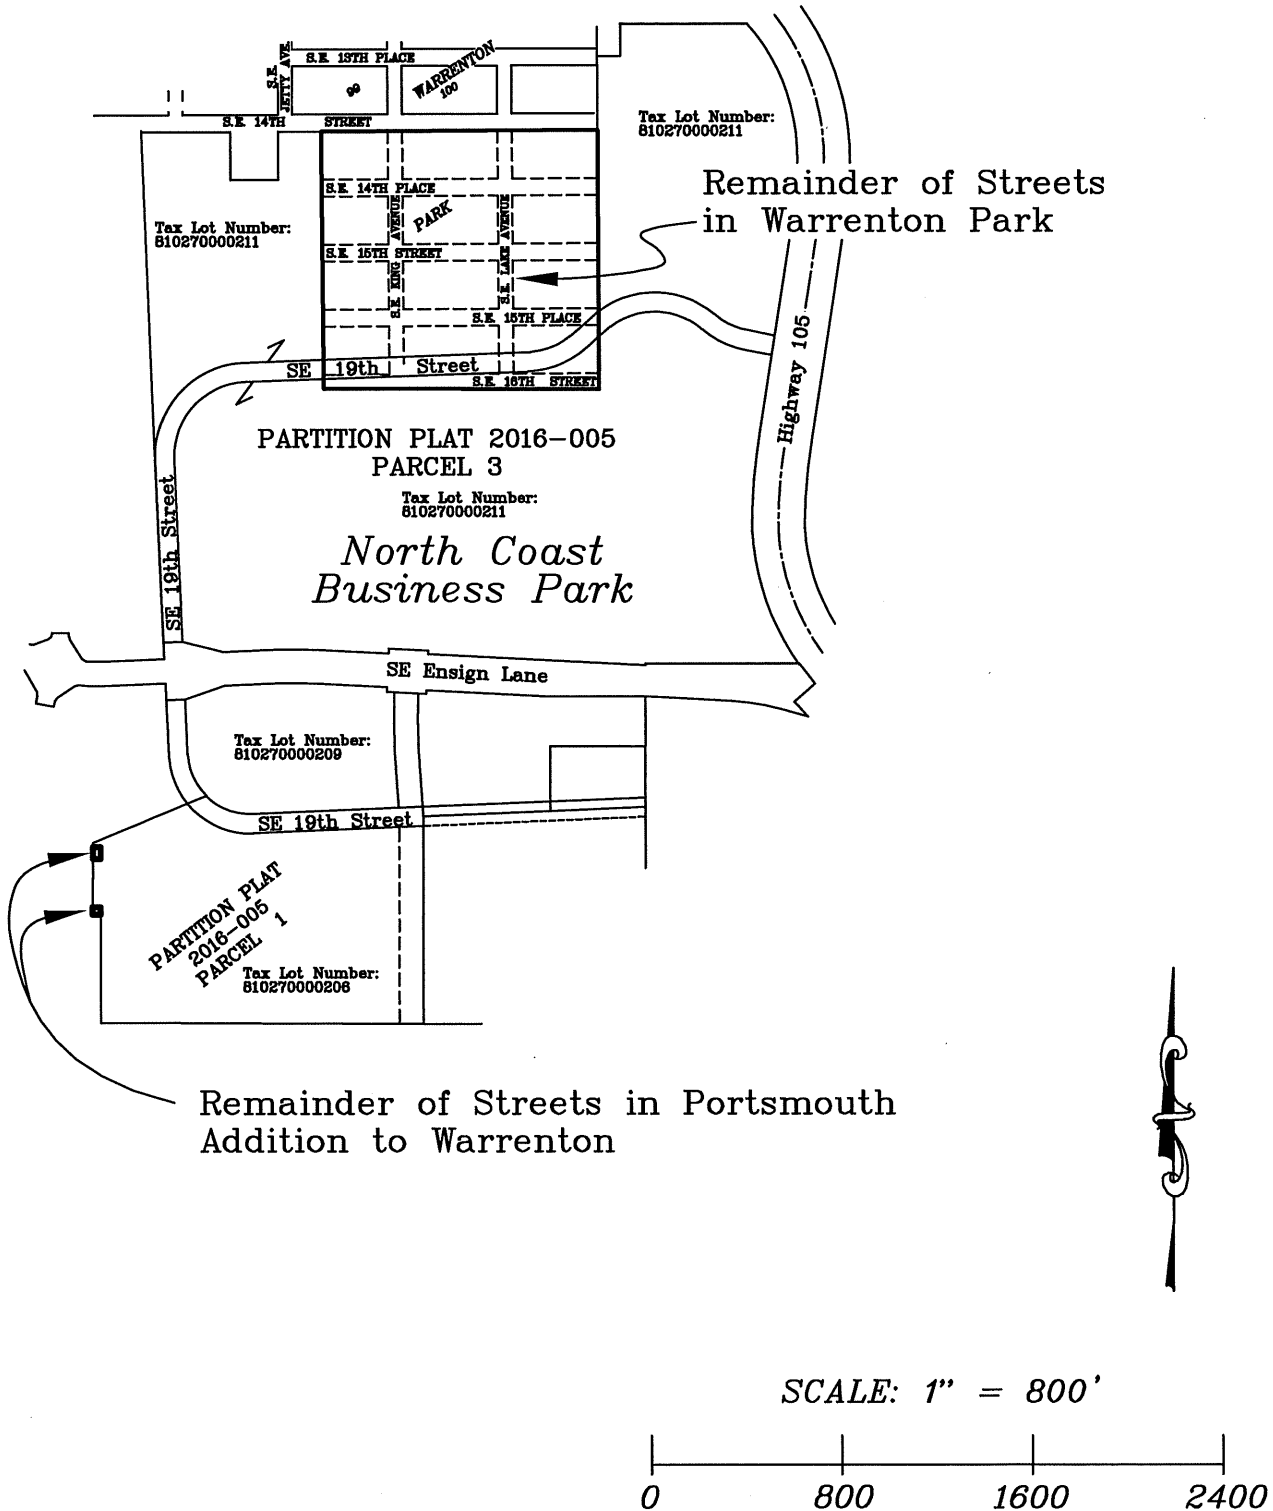 S.E. 13TH PLACE
S.E.
JETTY AVE.
99
WARRENTON
100
S.E. 14TH STREET
Tax Lot Number:
810270000211
Remainder of Streets
in Warrenton Park
S.E. 14TH PLACE
PARK
S.E. KING AVENUE
S.E. LAKE AVENUE
Tax Lot Number:
810270000211
S.E. 15TH STREET
S.E. 15TH PLACE
SE 19th Street
S.E. 16TH STREET
Highway 105
PARTITION PLAT 2016-005
PARCEL 3
Tax Lot Number:
810270000211
North Coast
Business Park
SE 19th Street
SE Ensign Lane
Tax Lot Number:
810270000209
SE 19th Street
PARTITION PLAT
2016-005
PARCEL 1
Tax Lot Number:
810270000206
Remainder of Streets in Portsmouth
Addition to Warrenton
SCALE: 1" = 800'
0 800 1600 2400